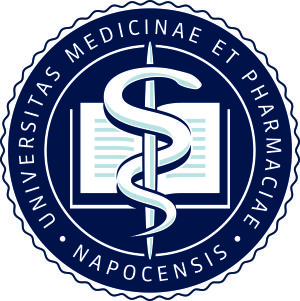 UNIVERSITAS MEDICINAE ET PHARMACIAE
• NAPOCENSIS •